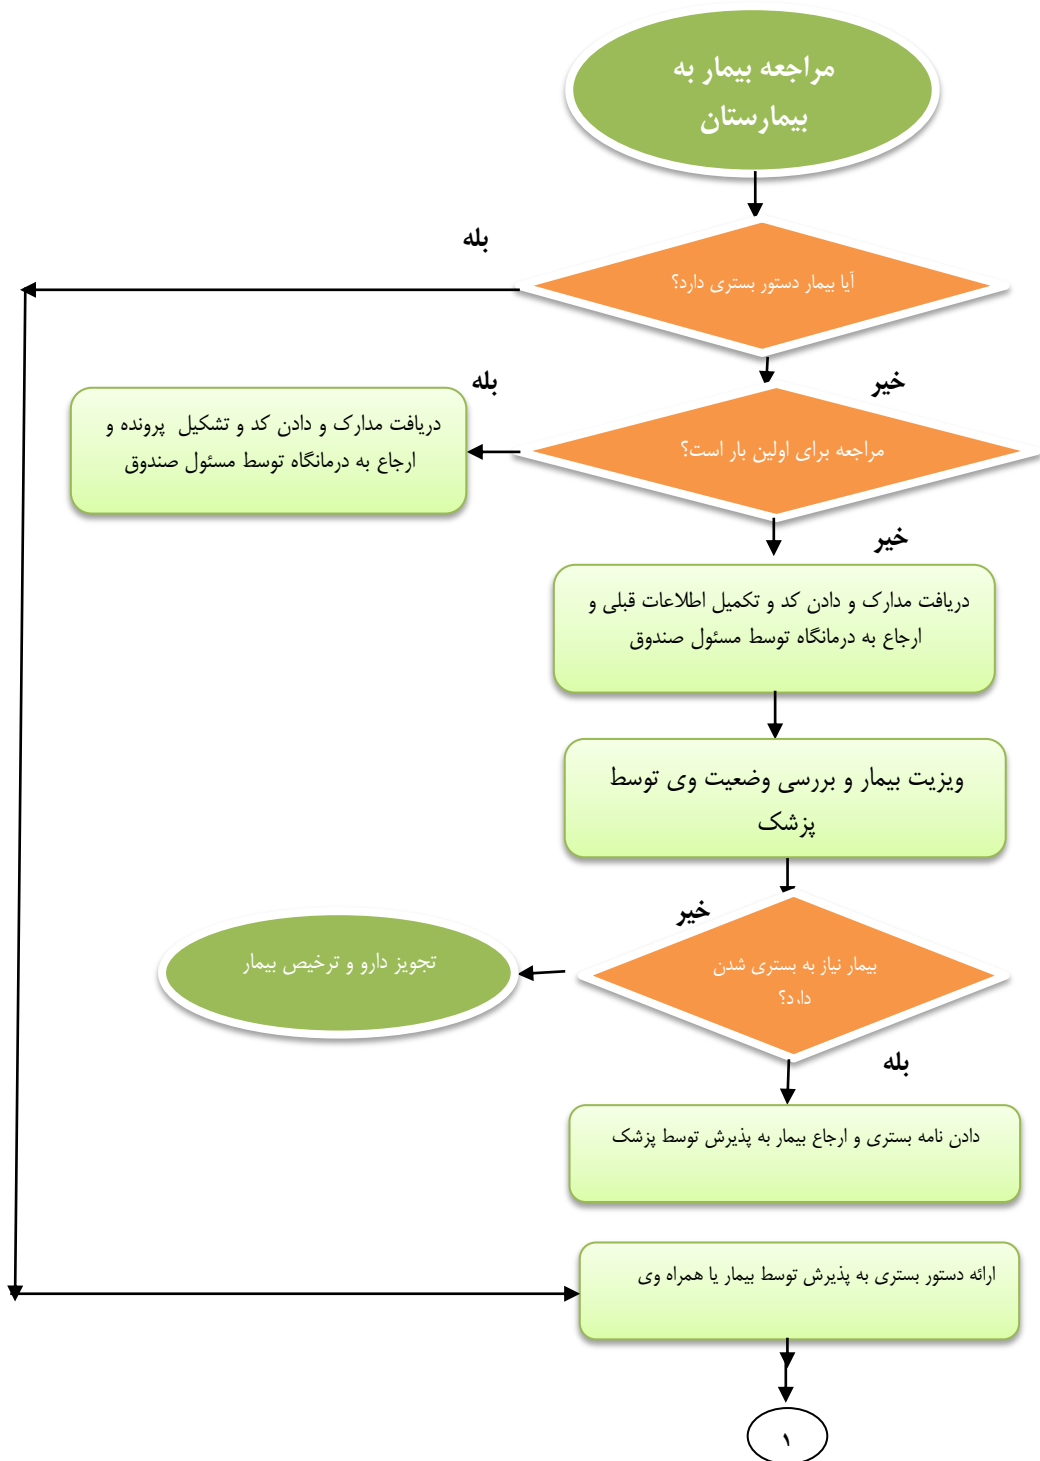 مراجعه بیمار به
بیمارستان
بله
آیا بیمار دستور بستری دارد؟
خیر
بله
مراجعه برای اولین بار است؟
دریافت مدارک و دادن کد و تشکیل پرونده و
ارجاع به درمانگاه توسط مسئول صندوق
خیر
دریافت مدارک و دادن کد و تکمیل اطلاعات قبلی و
ارجاع به درمانگاه توسط مسئول صندوق
ویزیت بیمار و بررسی وضعیت وی توسط
پزشک
خیر
بیمار نیاز به بستری شدن
دارد؟
تجویز دارو و ترخیص بیمار
بله
دادن نامه بستری و ارجاع بیمار به پذیرش توسط پزشک
ارائه دستور بستری به پذیرش توسط بیمار یا همراه وی
۱